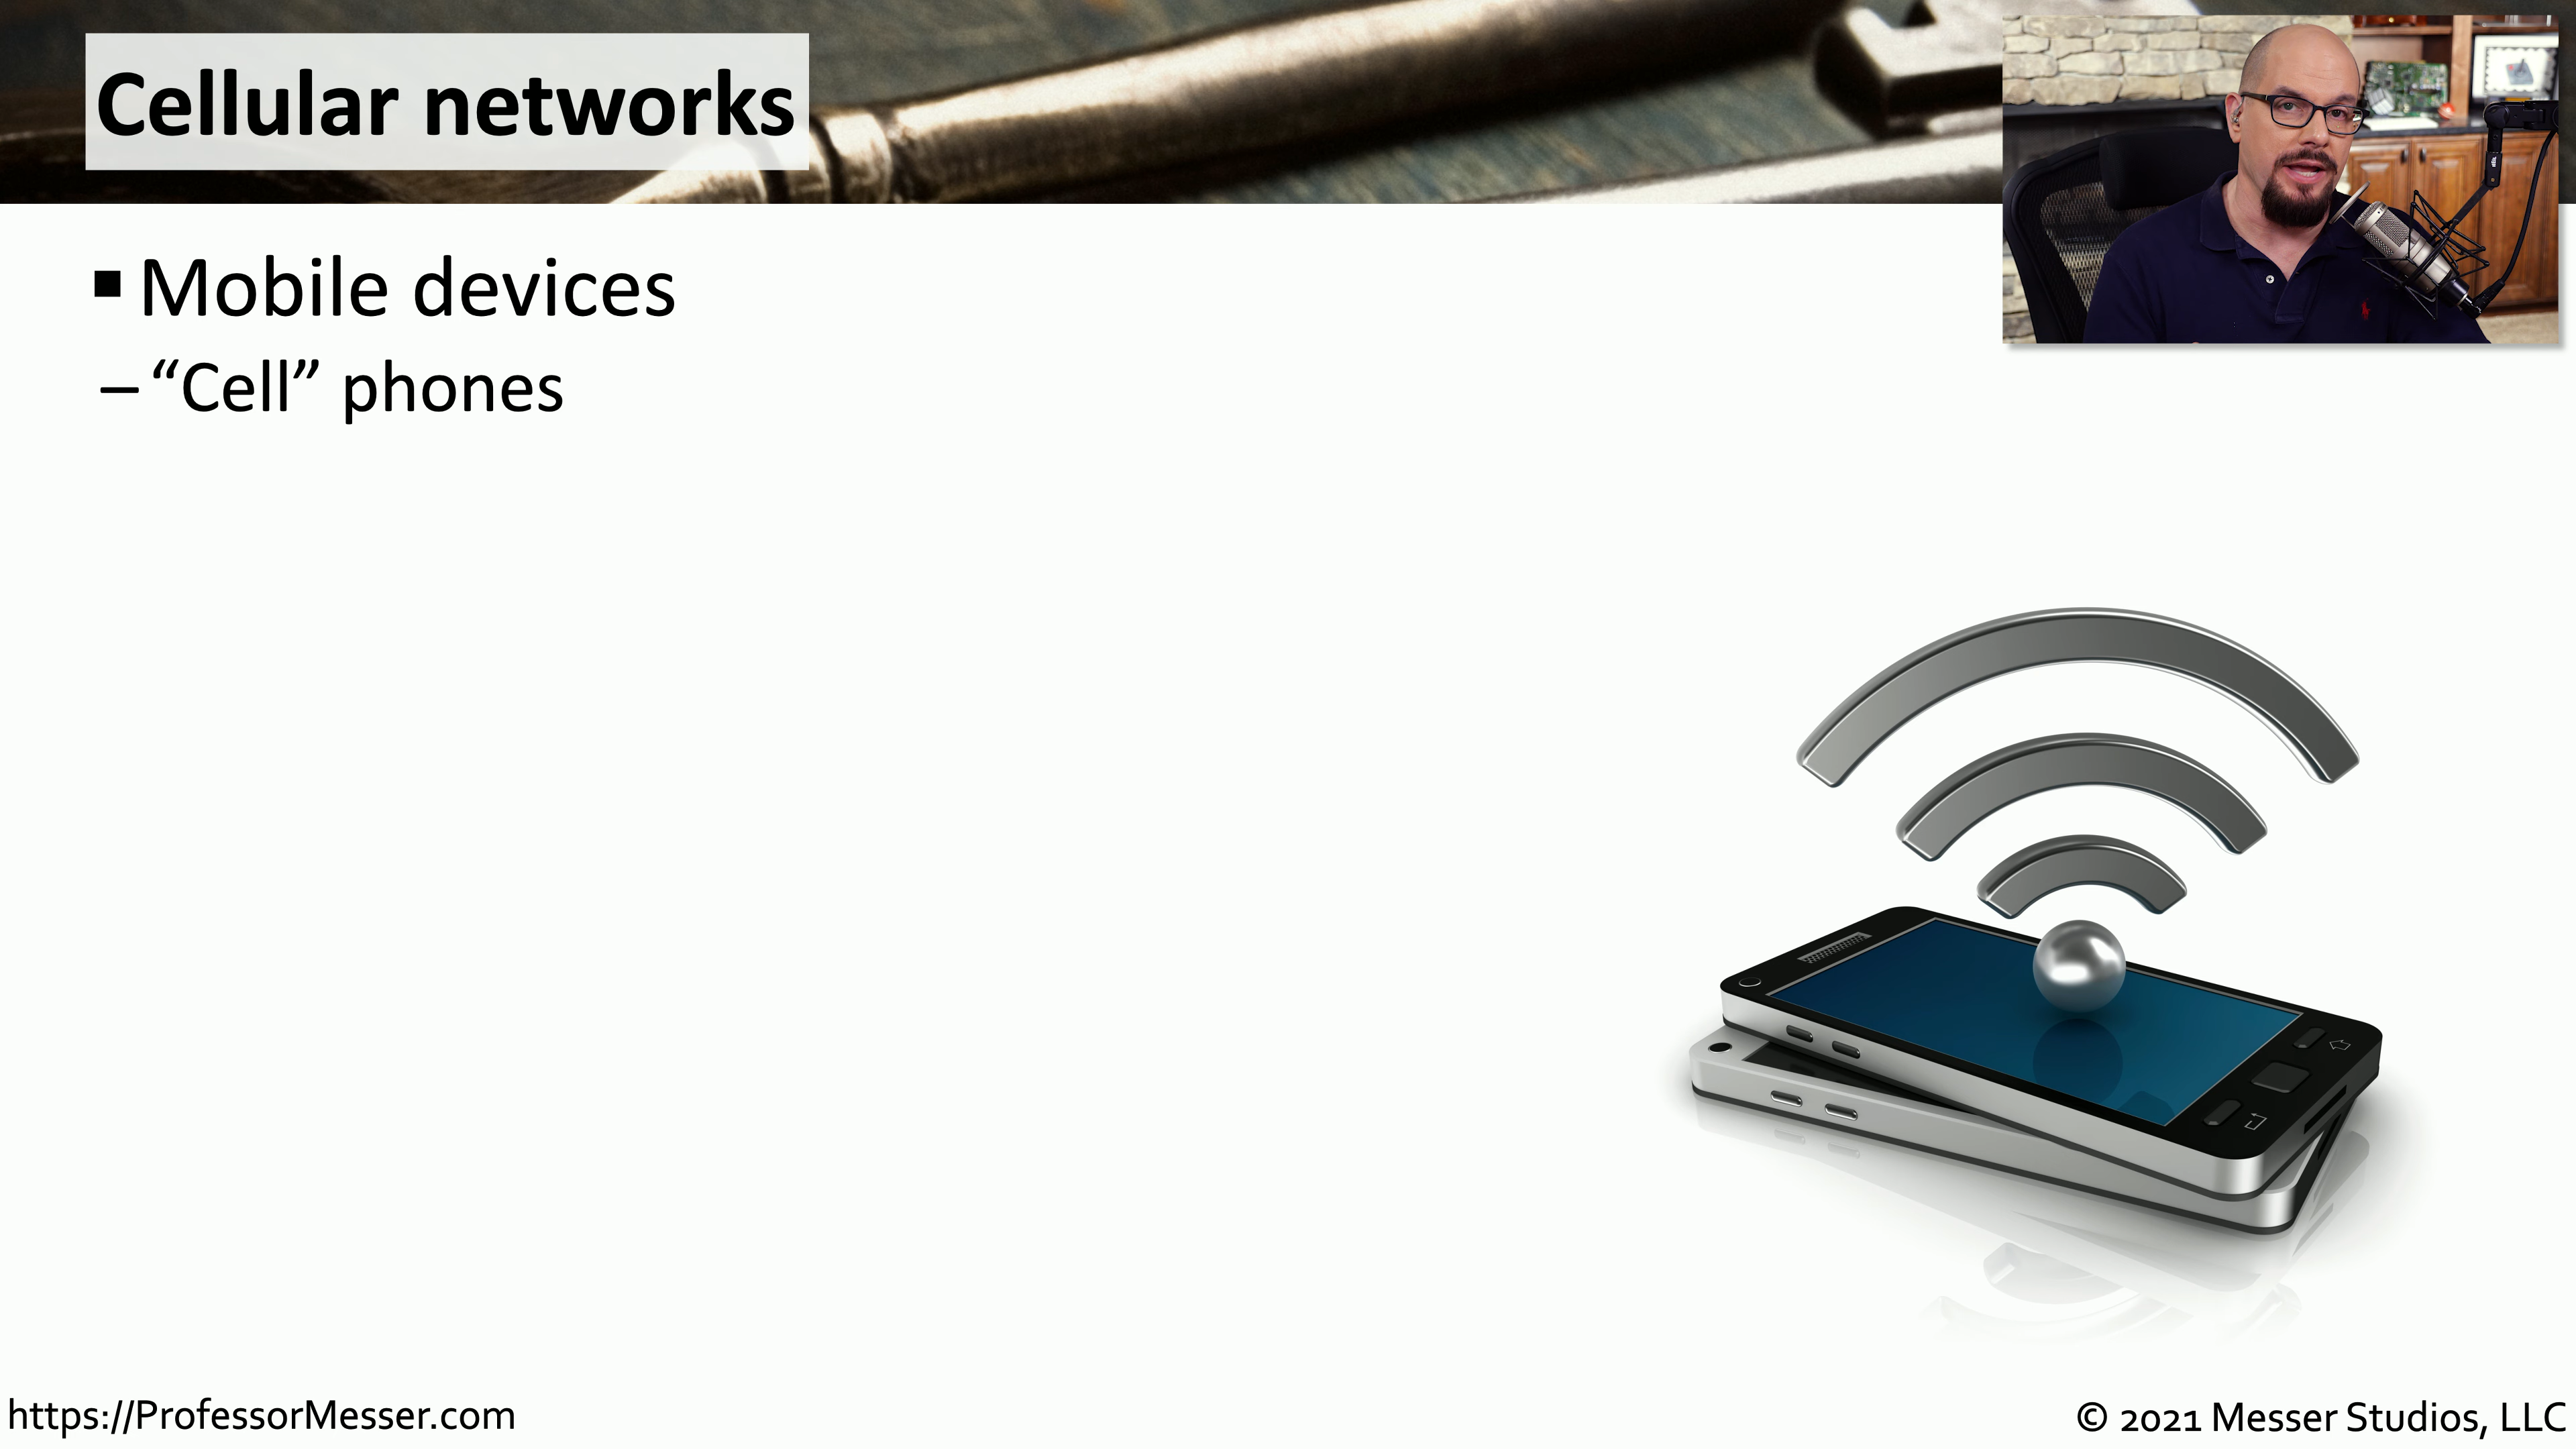 Cellular networks
▪ Mobile devices
– “Cell” phones
https://ProfessorMesser.com
© 2021 Messer Studios, LLC